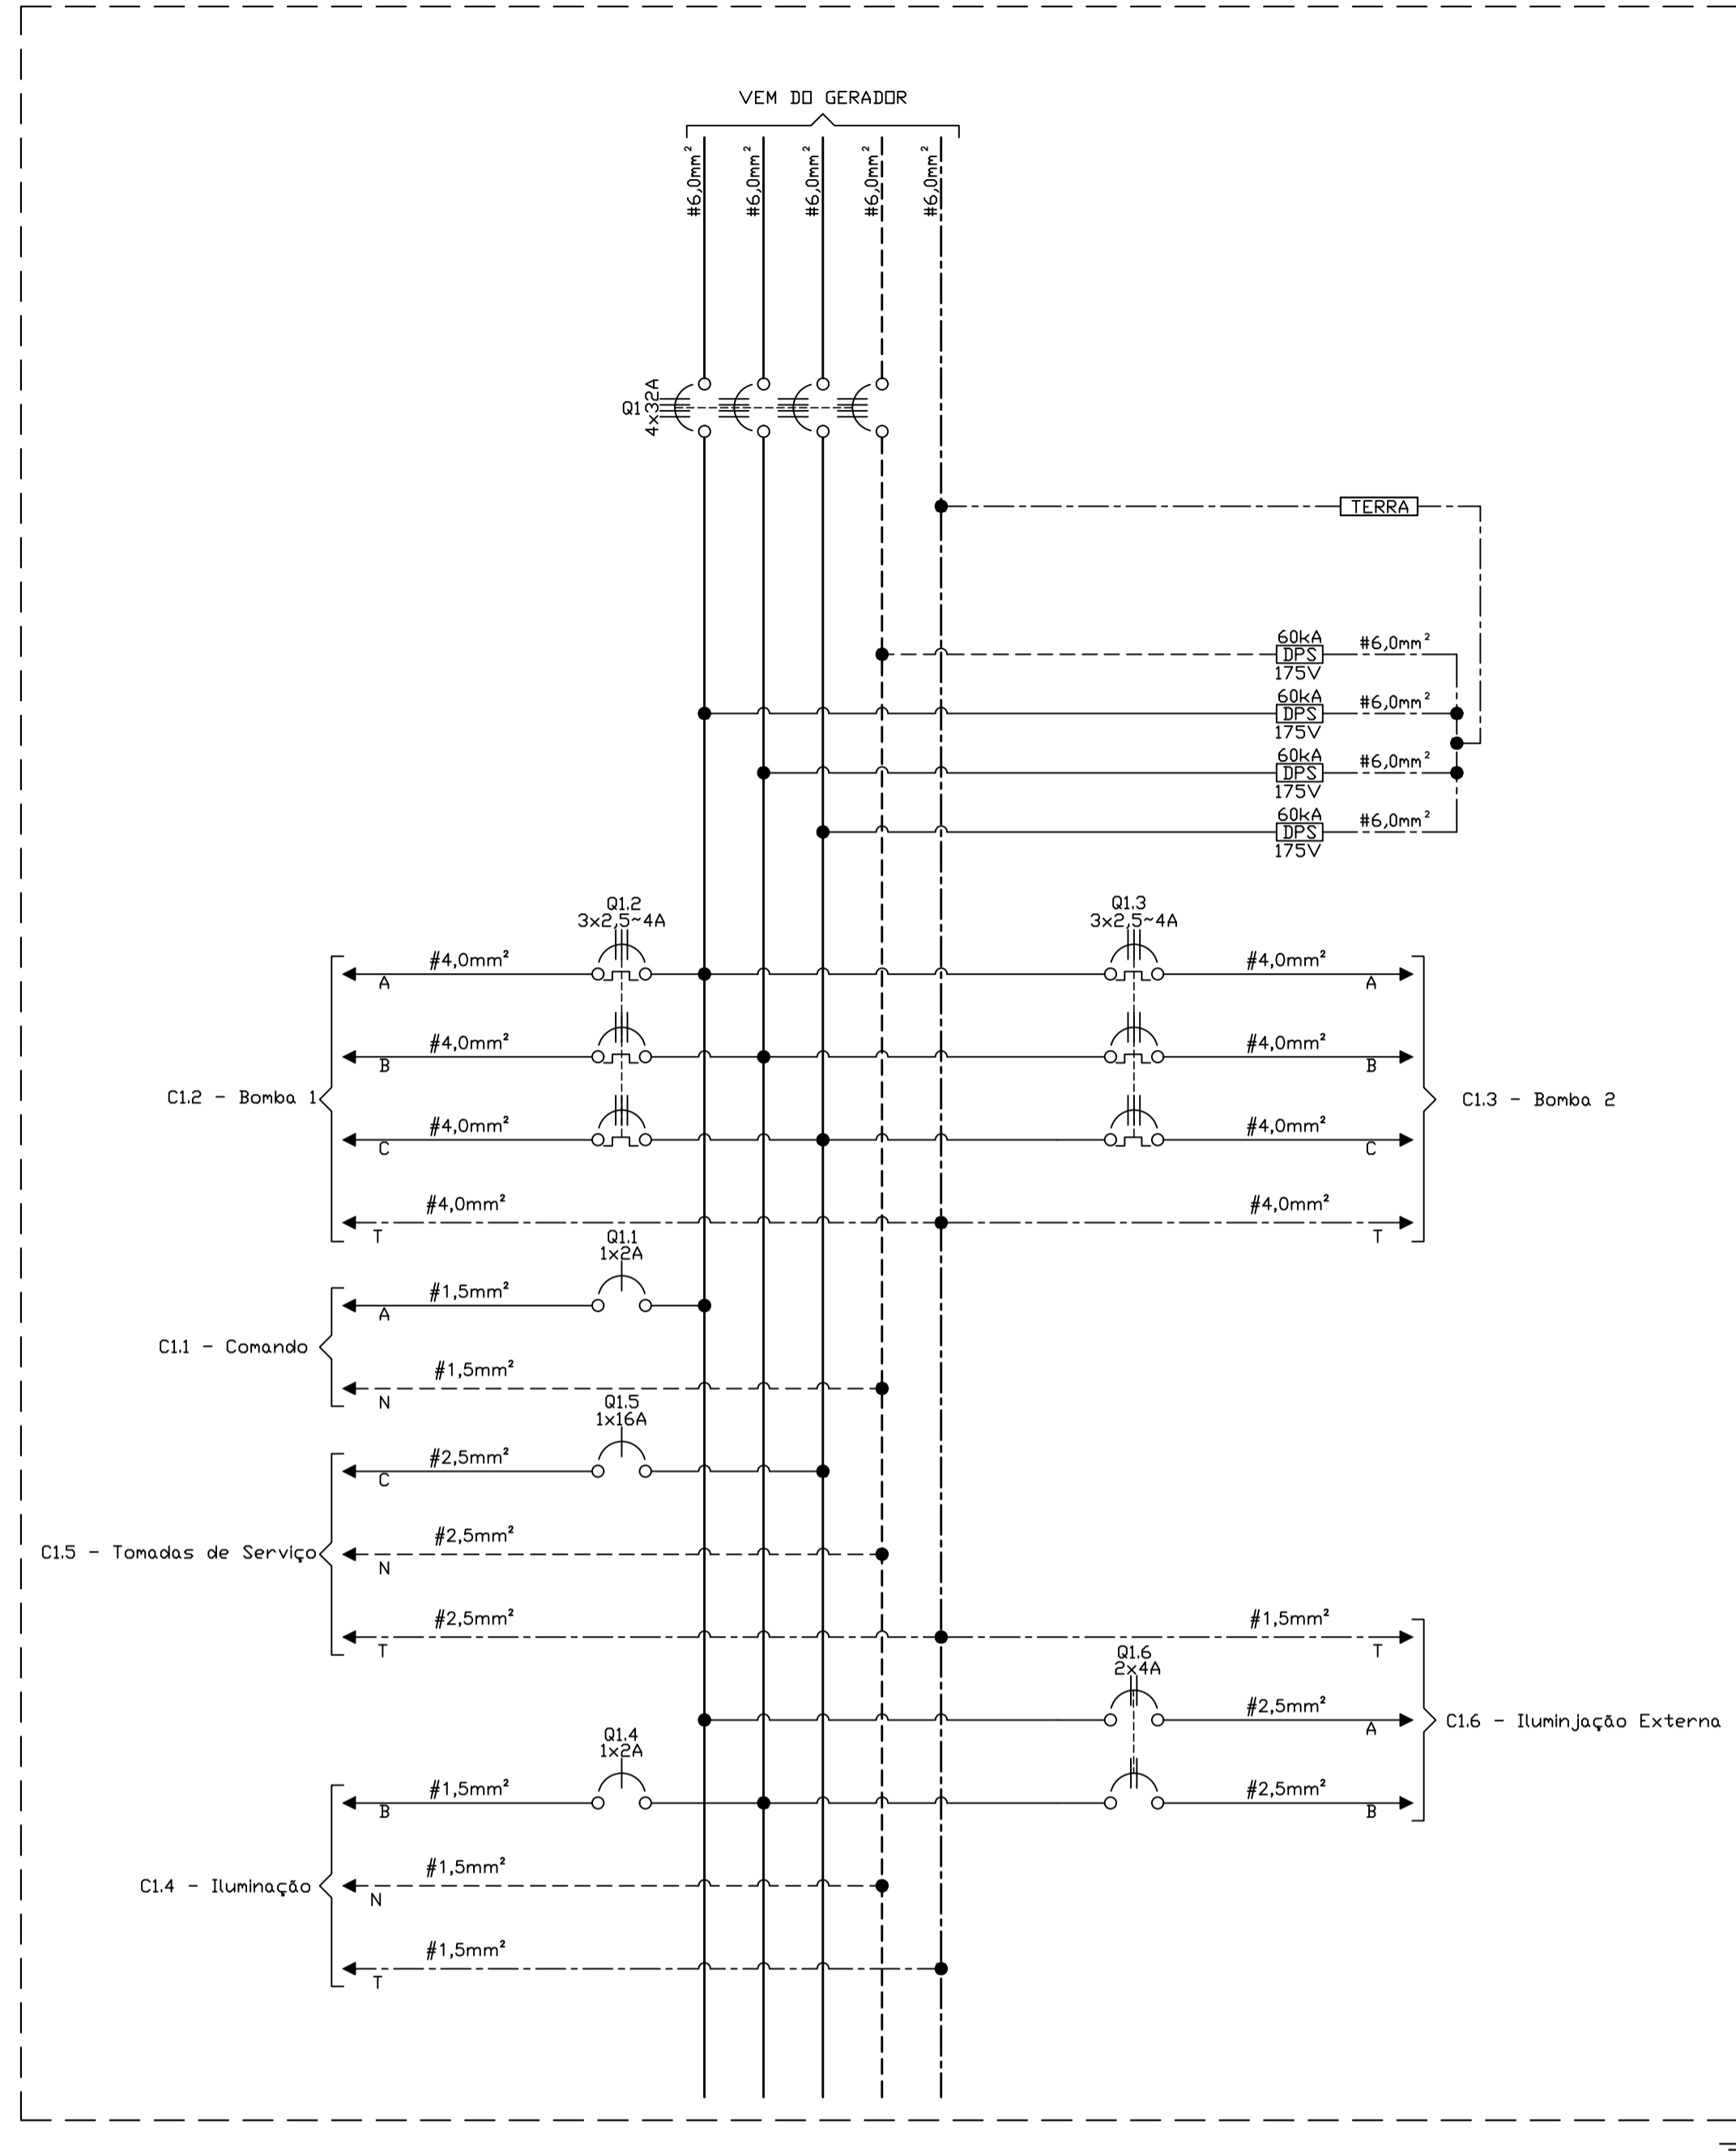 VEM DO GERADOR
#6,0mm²
#6,0mm²
#6,0mm²
#6,0mm²
#6,0mm²
Q1
4x32A
TERRA
60kA
DPS
175V
#6,0mm²
60kA
DPS
175V
#6,0mm²
60kA
DPS
175V
#6,0mm²
60kA
DPS
175V
#6,0mm²
Q1.2
3x2,5~4A
Q1.3
3x2,5~4A
#4,0mm²
A
#4,0mm²
A
#4,0mm²
B
#4,0mm²
B
C1.2 - Bomba 1
C1.3 - Bomba 2
#4,0mm²
C
#4,0mm²
C
#4,0mm²
T
#4,0mm²
T
Q1.1
1x2A
#1,5mm²
A
C1.1 - Comando
#1,5mm²
N
Q1.5
1x16A
#2,5mm²
C
C1.5 - Tomadas de Serviço
#2,5mm²
N
#2,5mm²
T
#1,5mm²
T
Q1.6
2x4A
#2,5mm²
A
C1.6 - Iluminjação Externa
Q1.4
1x2A
#1,5mm²
B
#2,5mm²
B
C1.4 - Iluminação
#1,5mm²
N
#1,5mm²
T